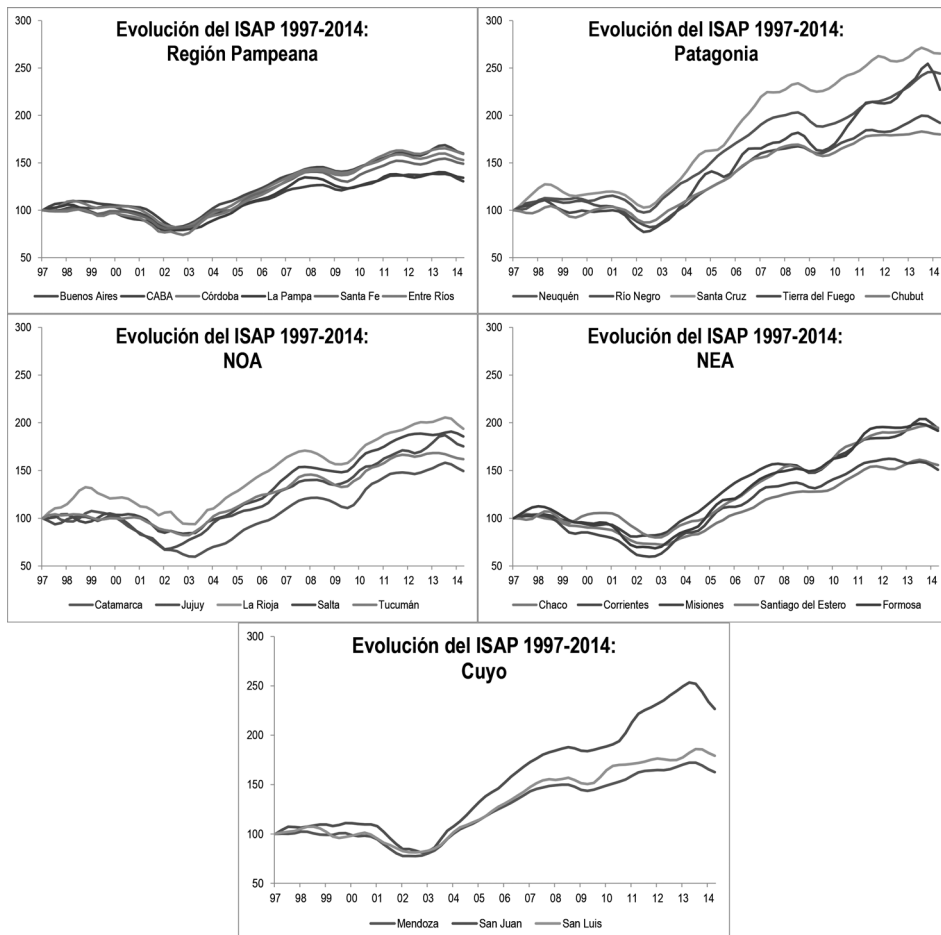 Evolución del ISAP 1997-2014:
Región Pampeana
300
250
200
150
100
50
97 98 99 00 01 02 03 04 05 06 07 08 09 10 11 12 13 14
Buenos Aires CABA Córdoba La Pampa Santa Fe Entre Ríos
Evolución del ISAP 1997-2014:
Patagonia
300
250
200
150
100
50
97 98 99 00 01 02 03 04 05 06 07 08 09 10 11 12 13 14
Neuquén Río Negro Santa Cruz Tierra del Fuego Chubut
Evolución del ISAP 1997-2014:
NOA
300
250
200
150
100
50
97 98 99 00 01 02 03 04 05 06 07 08 09 10 11 12 13 14
Catamarca Jujuy La Rioja Salta Tucumán
Evolución del ISAP 1997-2014:
NEA
300
250
200
150
100
50
97 98 99 00 01 02 03 04 05 06 07 08 09 10 11 12 13 14
Chaco Corrientes Misiones Santiago del Estero Formosa
Evolución del ISAP 1997-2014:
Cuyo
300
250
200
150
100
50
97 98 99 00 01 02 03 04 05 06 07 08 09 10 11 12 13 14
Mendoza San Juan San Luis